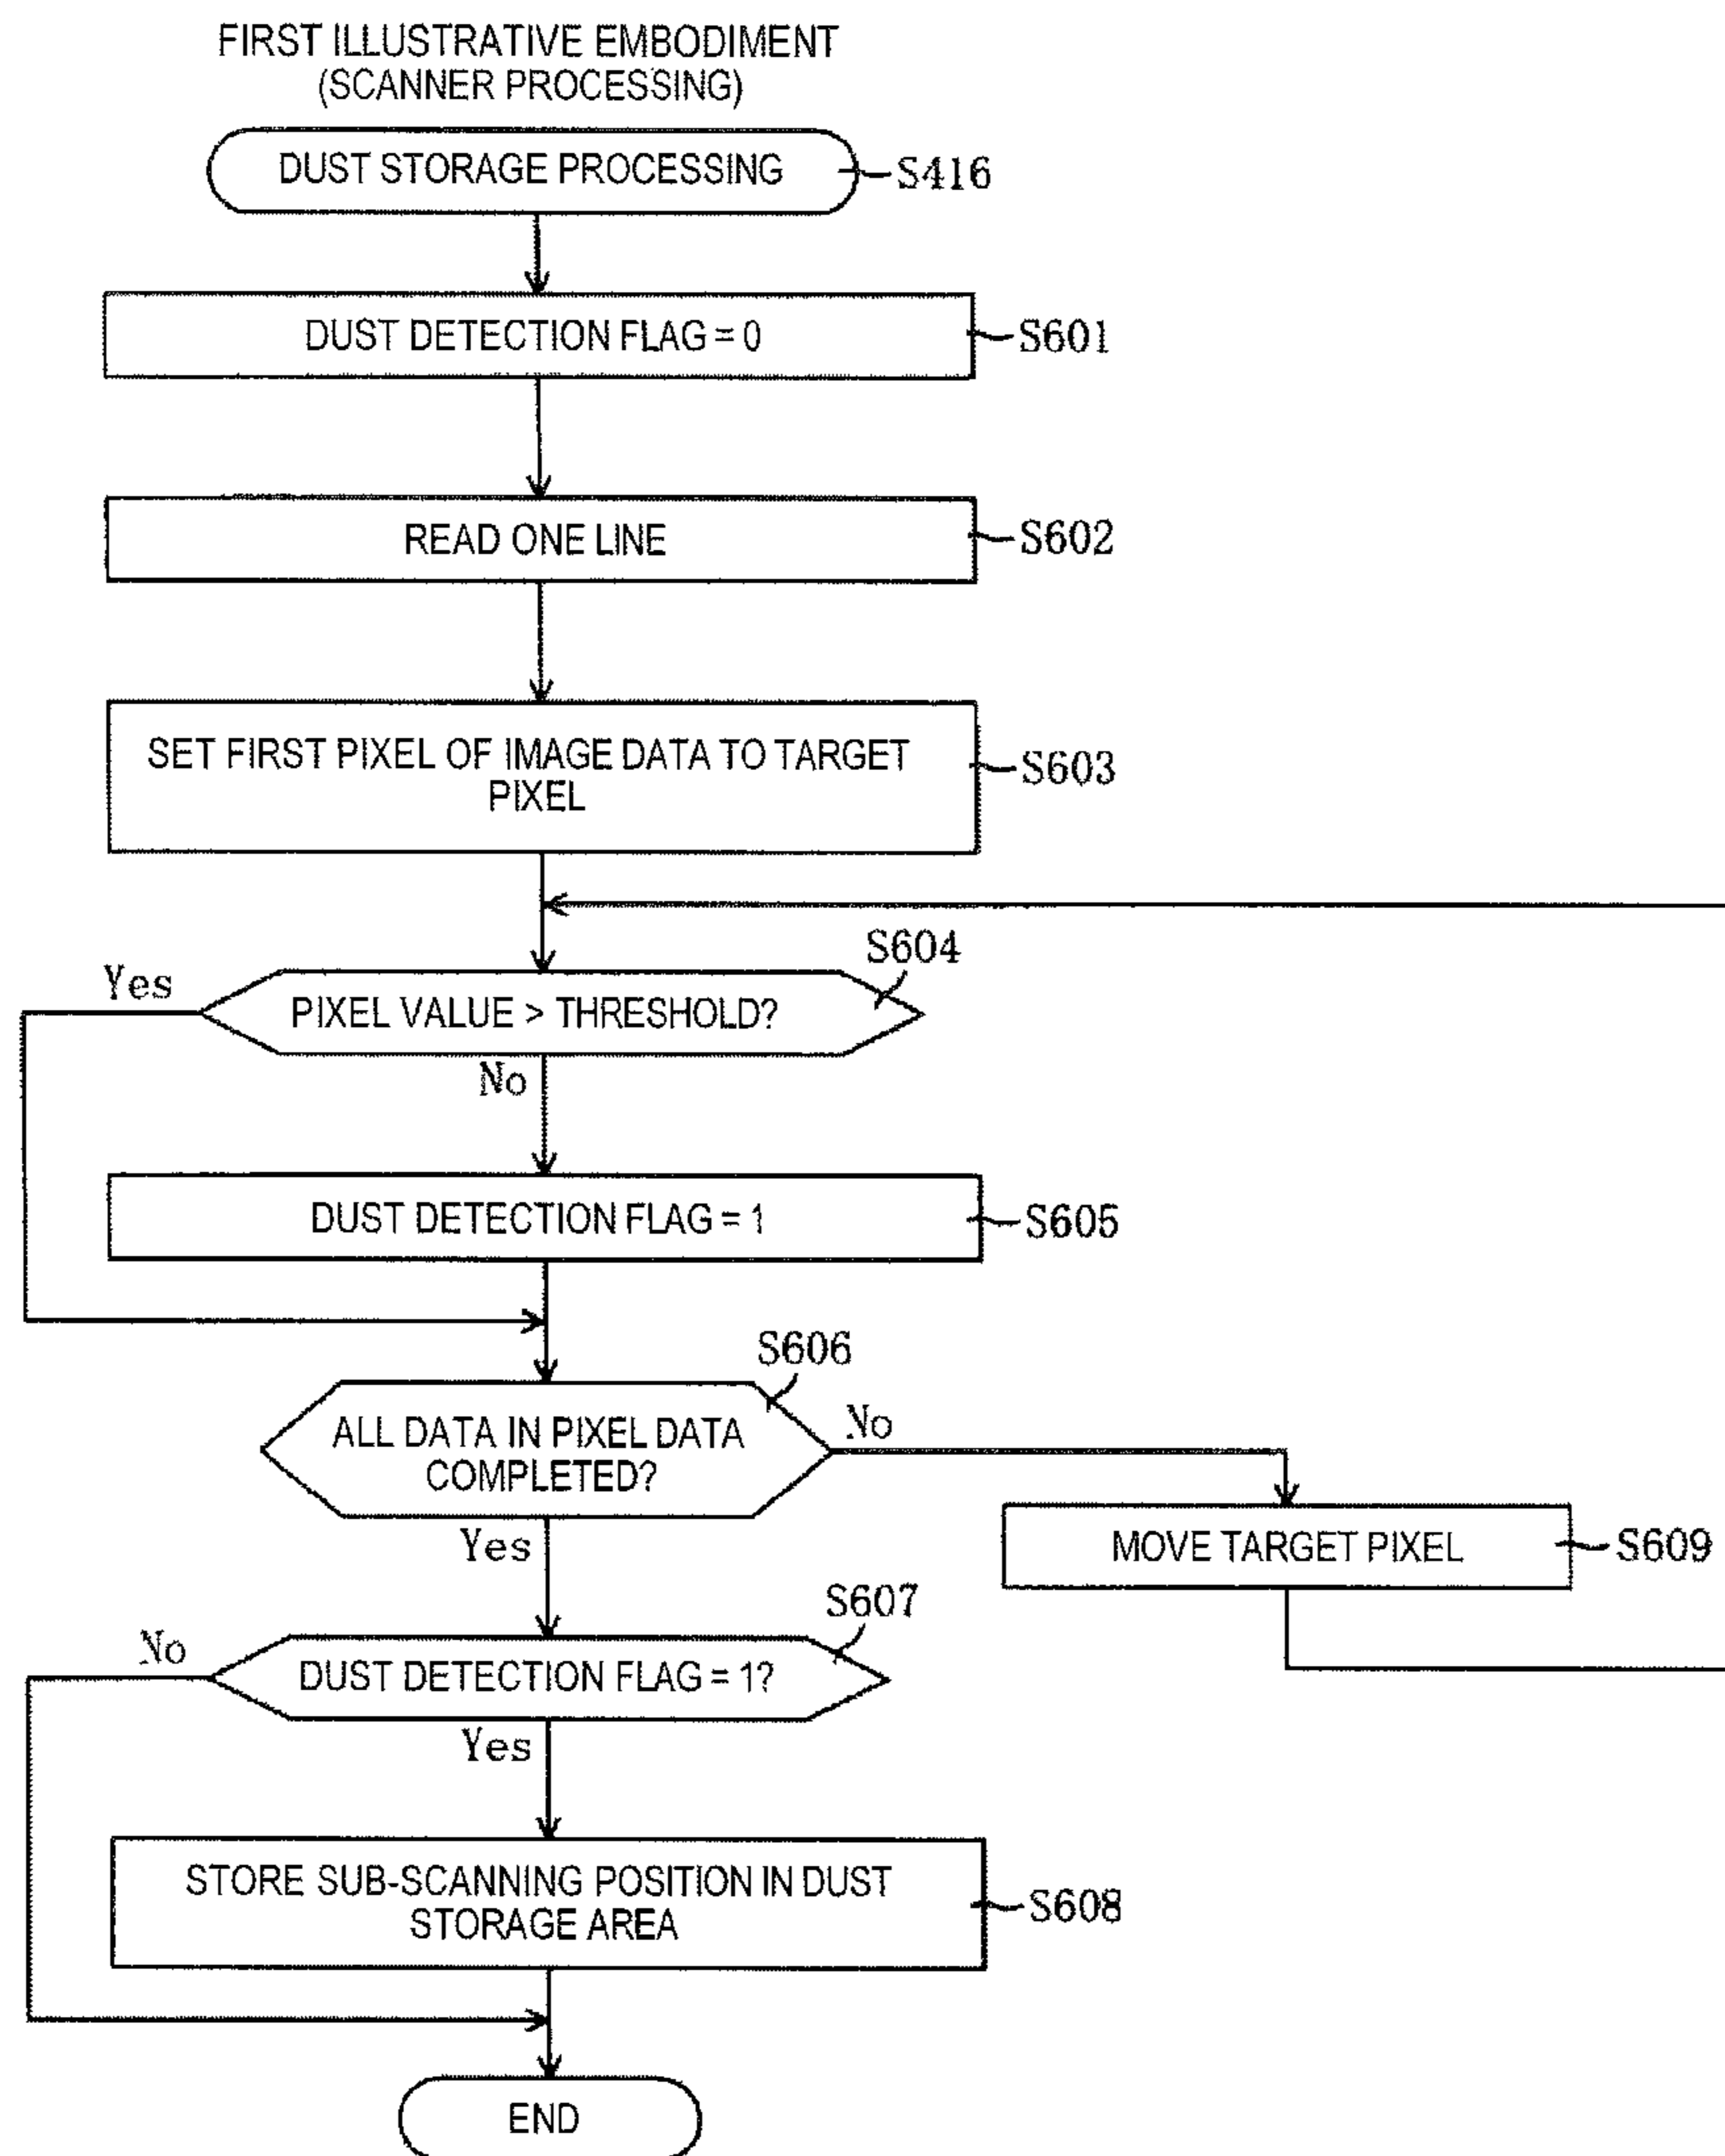 FIRST ILLUSTRATIVE EMBODIMENT
(SCANNER PROCESSING)
DUST STORAGE PROCESSING
S416
DUST DETECTION FLAG = 0
S601
READ ONE LINE
S602
SET FIRST PIXEL OF IMAGE DATA TO TARGET
PIXEL
S603
S604
Yes
PIXEL VALUE > THRESHOLD?
No
DUST DETECTION FLAG = 1
S605
S606
ALL DATA IN PIXEL DATA
COMPLETED?
No
Yes
MOVE TARGET PIXEL
S609
S607
No
DUST DETECTION FLAG = 1?
Yes
STORE SUB-SCANNING POSITION IN DUST
STORAGE AREA
S608
END